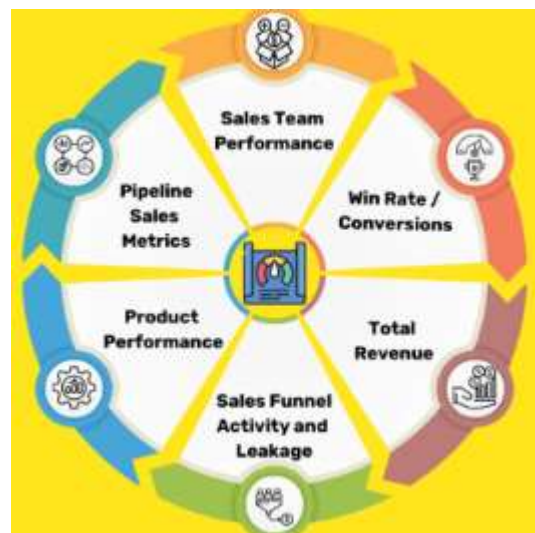 Sales Team
Performance
Win Rate /
Conversions
Total
Revenue
Sales Funnel
Activity and
Leakage
Product
Performance
Pipeline
Sales
Metrics